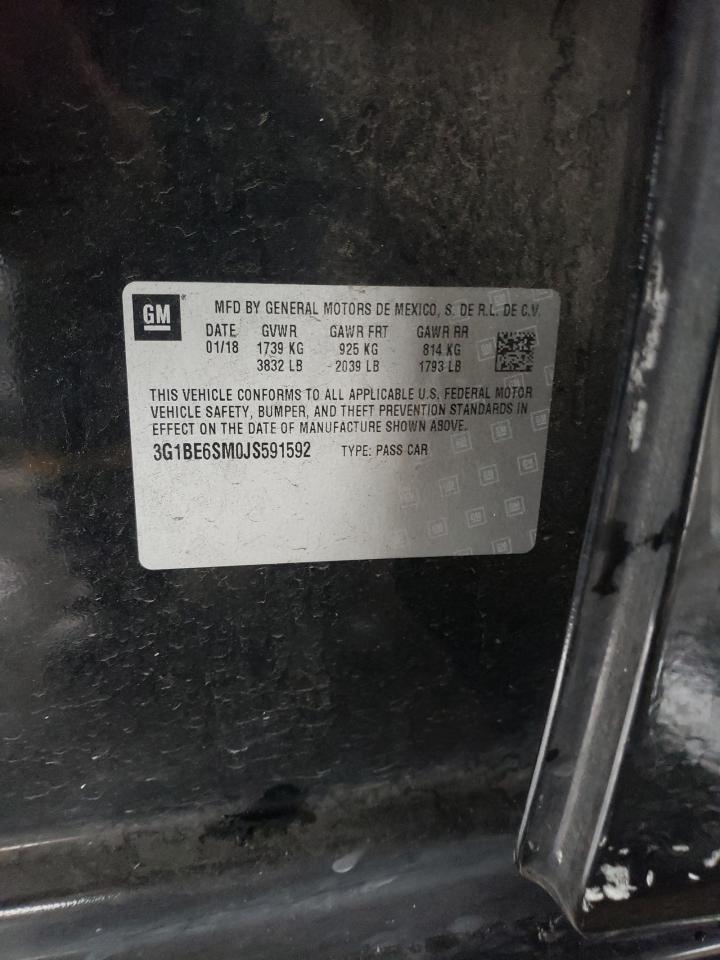 GM
MFD BY GENERAL MOTORS DE MEXICO, S. DE R.L. DE C.V.
DATE GVWR GAWR FRT GAWR RR
01/18 1739 KG 925 KG 814 KG
3832 LB 2039 LB 1793 LB
THIS VEHICLE CONFORMS TO ALL APPLICABLE U.S. FEDERAL MOTOR
VEHICLE SAFETY, BUMPER, AND THEFT PREVENTION STANDARDS IN
EFFECT ON THE DATE OF MANUFACTURE SHOWN ABOVE.
3G1BE6SM0JS591592 TYPE: PASS CAR